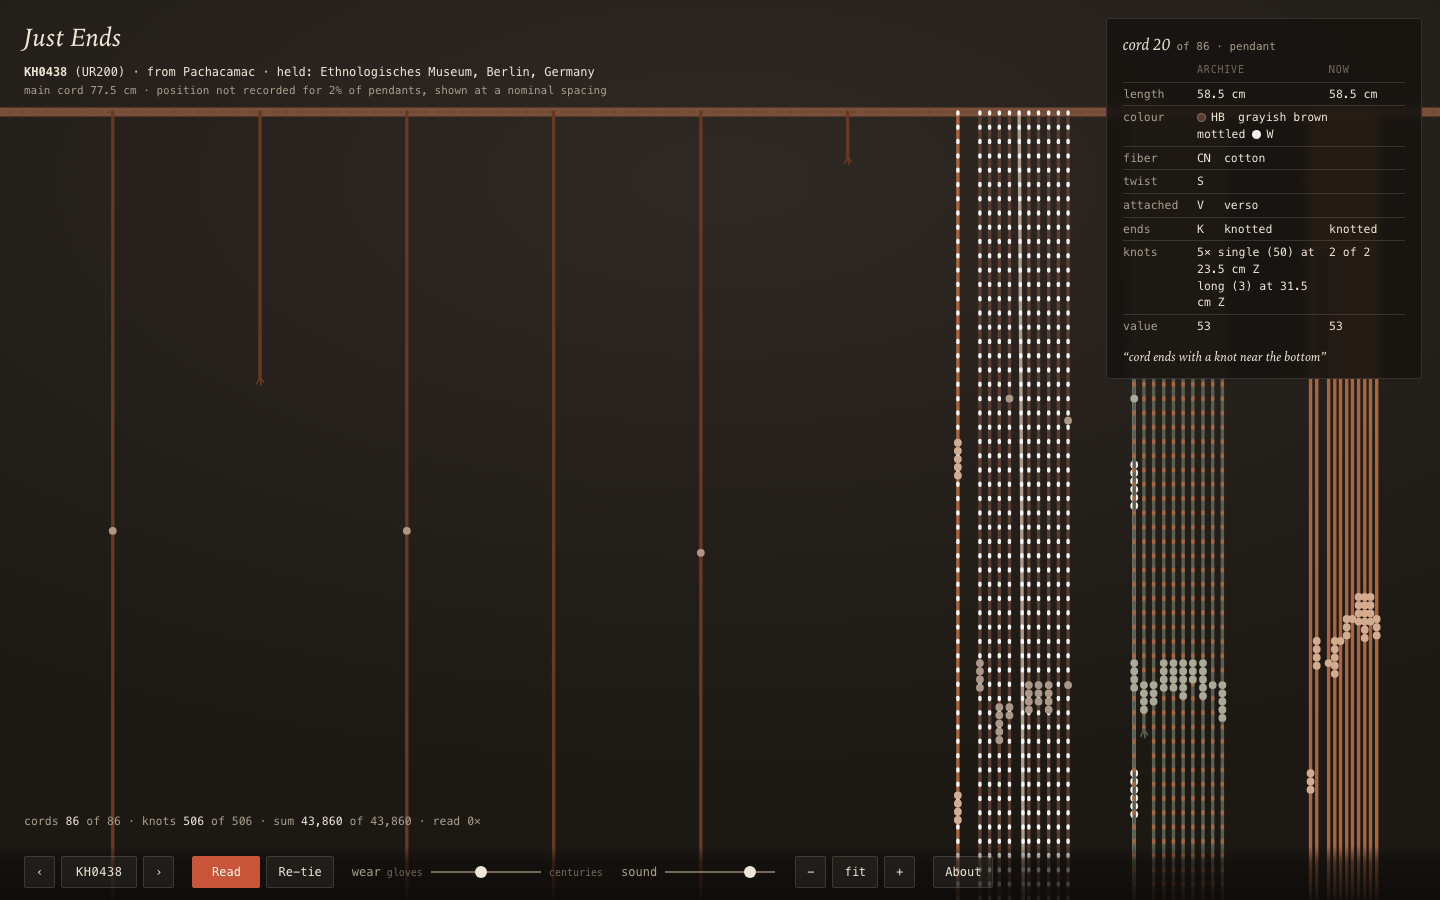 Just Ends
KH0438 (UR200) · from Pachacamac · held: Ethnologisches Museum, Berlin, Germany
main cord 77.5 cm · position not recorded for 2% of pendants, shown at a nominal spacing
cord 20 of 86 · pendant
ARCHIVE NOW
length 58.5 cm 58.5 cm
colour HB grayish brown
mottled W
fiber CN cotton
twist S
attached V verso
ends K knotted knotted
knots 5× single (50) at 2 of 2
23.5 cm Z
long (3) at 31.5
cm Z
value 53 53
“cord ends with a knot near the bottom”
cords 86 of 86 · knots 506 of 506 · sum 43,860 of 43,860 · read 0×
‹ KH0438 › Read Re–tie wear gloves centuries sound − fit + About